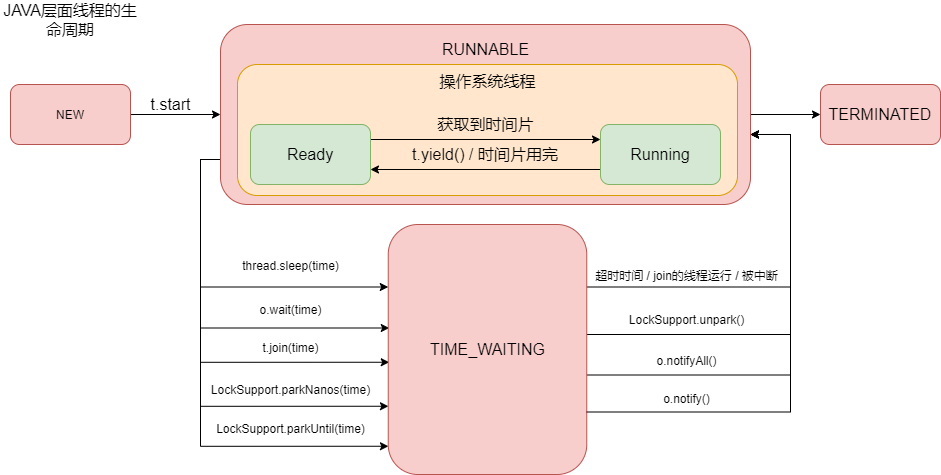 JAVA层面线程的生
命周期
RUNNABLE
操作系统线程
NEW
t.start
获取到时间片
Ready
t.yield() / 时间片用完
Running
TERMINATED
thread.sleep(time)
o.wait(time)
t.join(time)
LockSupport.parkNanos(time)
LockSupport.parkUntil(time)
TIME_WAITING
超时时间 / join的线程运行 / 被中断
LockSupport.unpark()
o.notifyAll()
o.notify()